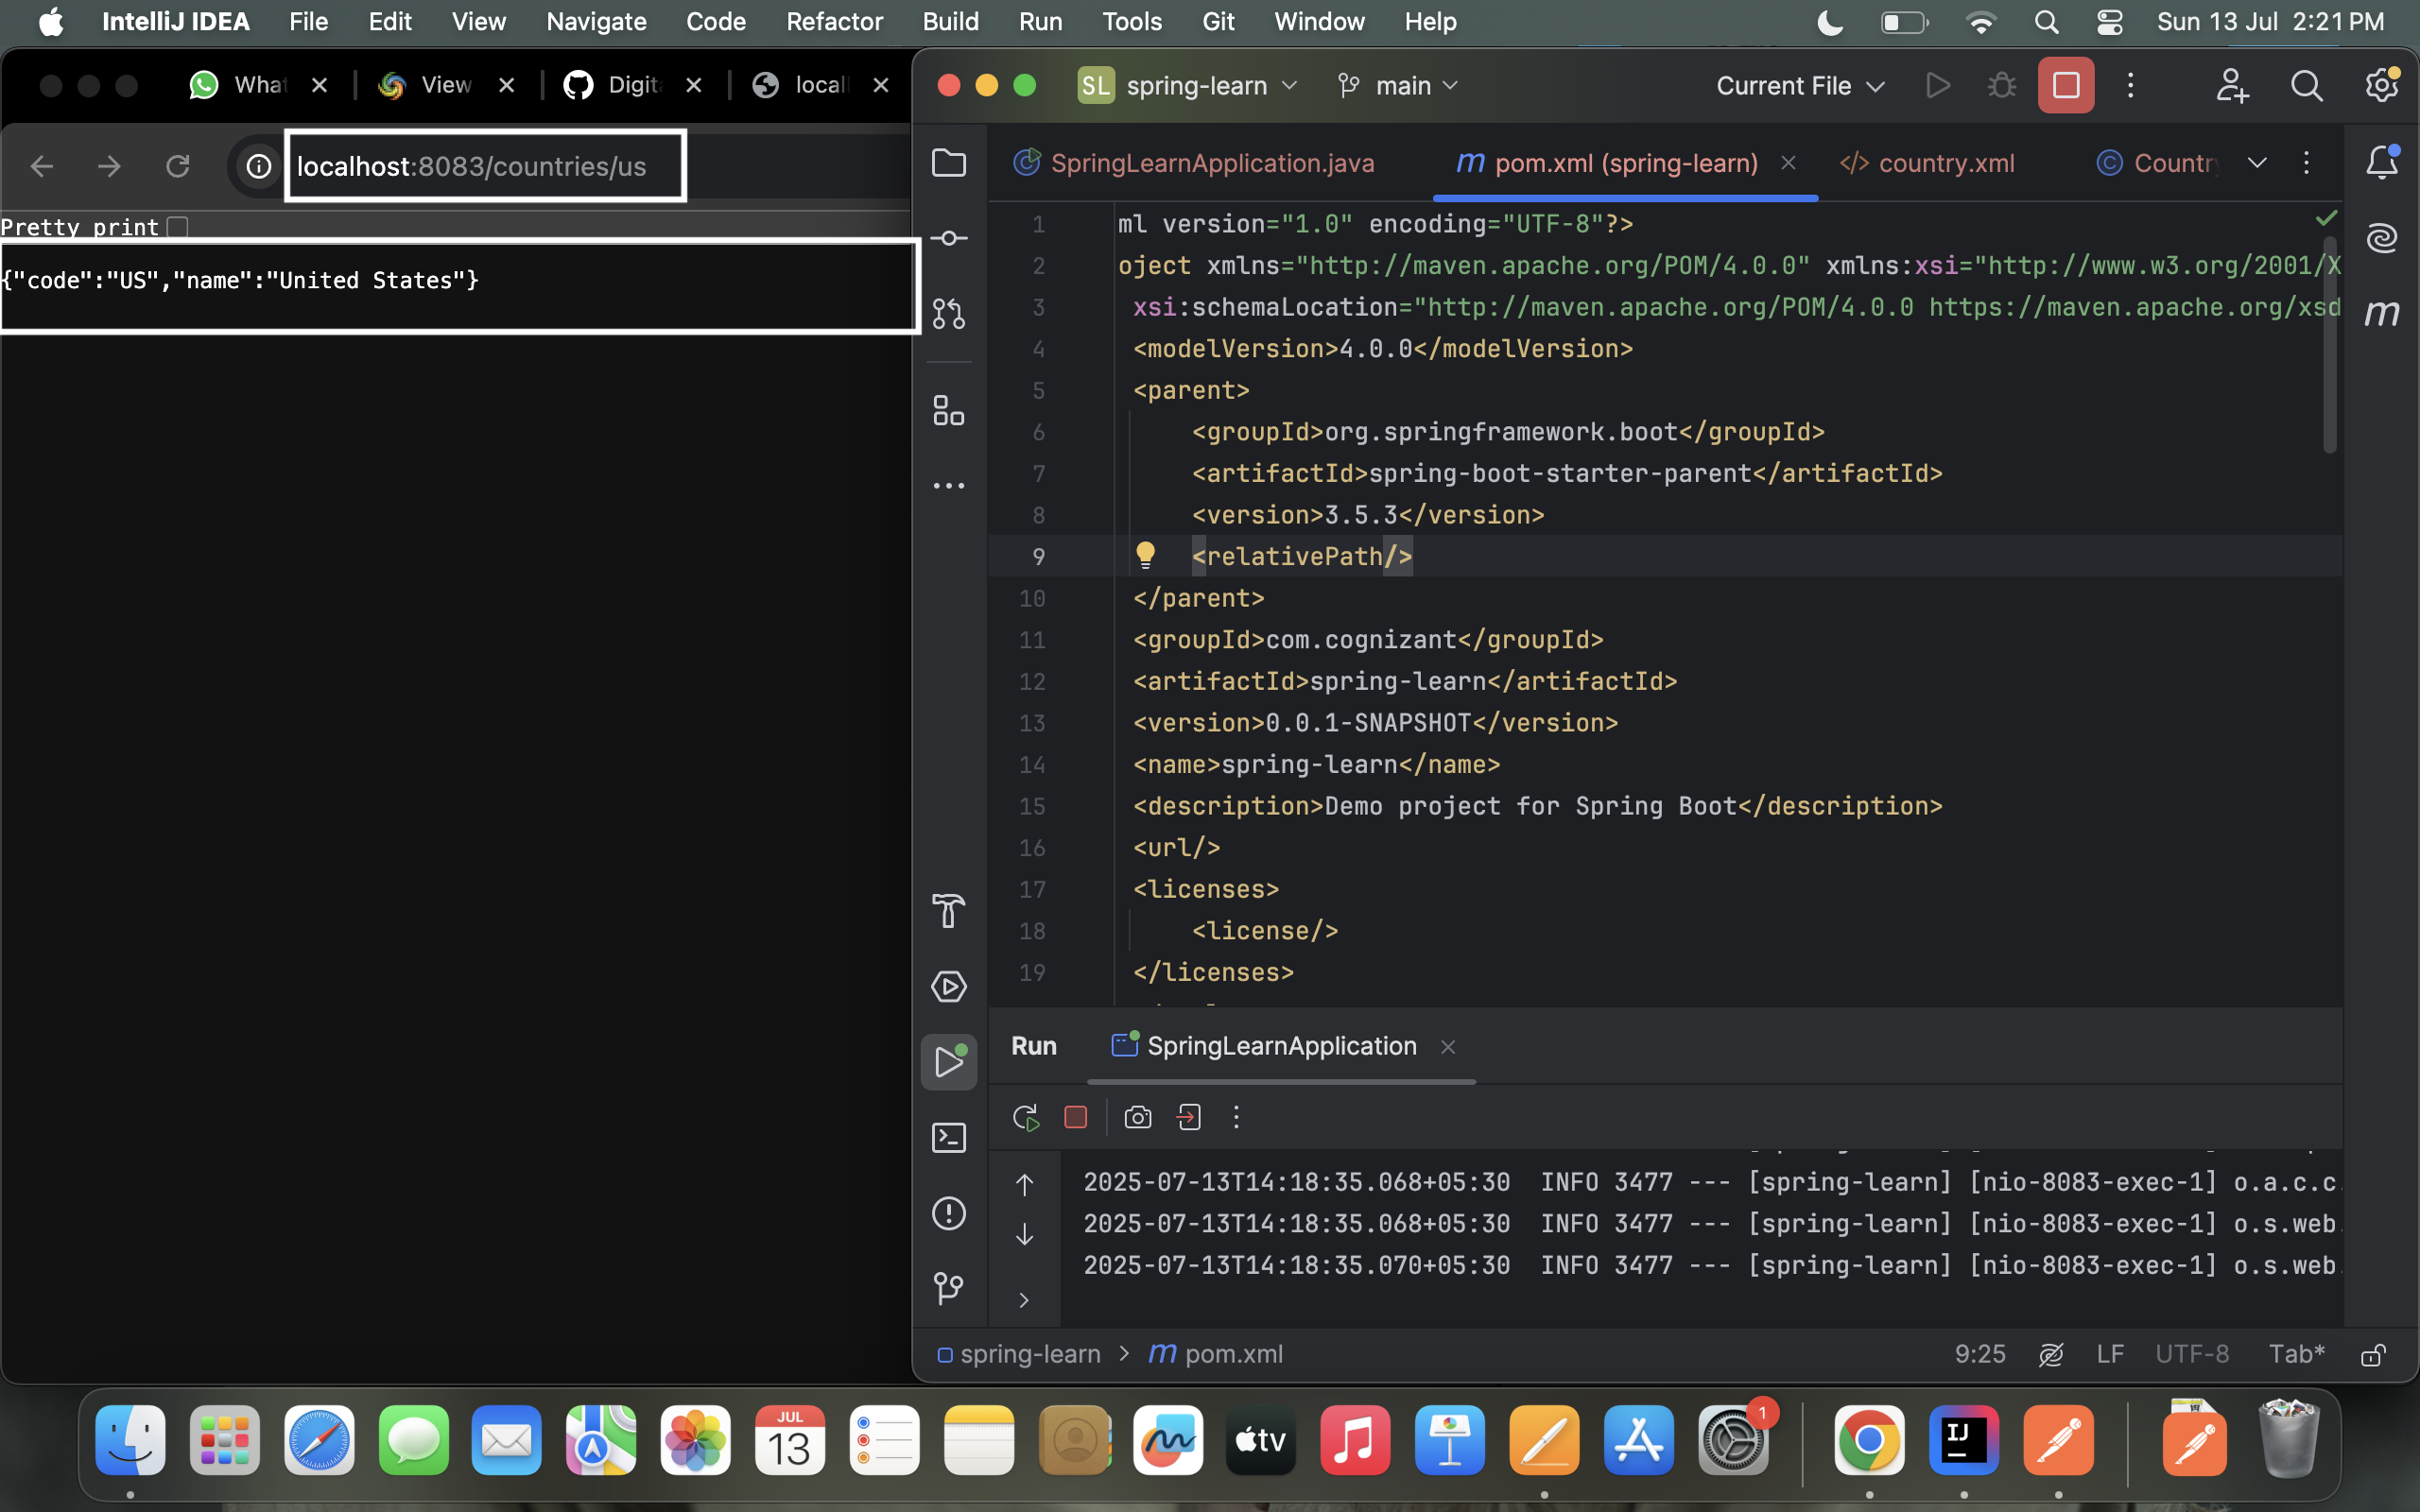 IntelliJ IDEA File Edit View Navigate Code Refactor Build Run Tools Git Window Help Sun 13 Jul 2:21 PM
What View Digit local
localhost:8083/countries/us
Pretty print
{"code":"US","name":"United States"}
SL spring-learn main Current File
SpringLearnApplication.java pom.xml (spring-learn) country.xml Country
1 ml version="1.0" encoding="UTF-8"?>
2 oject xmlns="http://maven.apache.org/POM/4.0.0" xmlns:xsi="http://www.w3.org/2001/X
3 xsi:schemaLocation="http://maven.apache.org/POM/4.0.0 https://maven.apache.org/xsd
4 <modelVersion>4.0.0</modelVersion>
5 <parent>
6 <groupId>org.springframework.boot</groupId>
7 <artifactId>spring-boot-starter-parent</artifactId>
8 <version>3.5.3</version>
9 <relativePath/>
10 </parent>
11 <groupId>com.cognizant</groupId>
12 <artifactId>spring-learn</artifactId>
13 <version>0.0.1-SNAPSHOT</version>
14 <name>spring-learn</name>
15 <description>Demo project for Spring Boot</description>
16 <url/>
17 <licenses>
18 <license/>
19 </licenses>
Run SpringLearnApplication
2025-07-13T14:18:35.068+05:30 INFO 3477 --- [spring-learn] [nio-8083-exec-1] o.a.c.c.
2025-07-13T14:18:35.068+05:30 INFO 3477 --- [spring-learn] [nio-8083-exec-1] o.s.web.
2025-07-13T14:18:35.070+05:30 INFO 3477 --- [spring-learn] [nio-8083-exec-1] o.s.web.
spring-learn > pom.xml 9:25 LF UTF-8 Tab*
JUL
13
tv
1
IJ